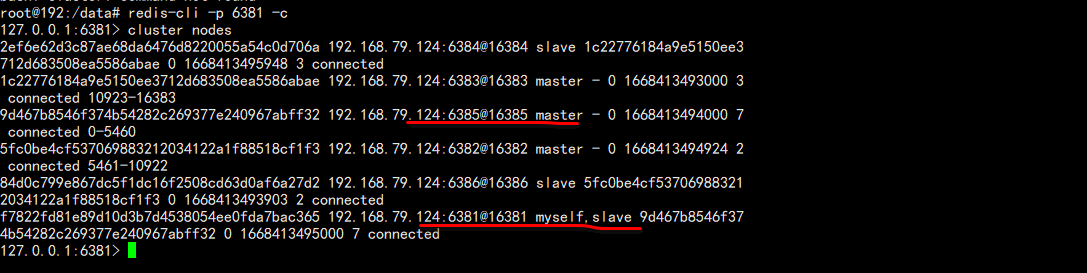 root@192:/data# redis-cli -p 6381 -c
127.0.0.1:6381> cluster nodes
2ef6e62d3c87ae68da6476d8220055a54c0d706a 192.168.79.124:6384@16384 slave 1c22776184a9e5150ee3
712d683508ea5586abae 0 1668413495948 3 connected
1c22776184a9e5150ee3712d683508ea5586abae 192.168.79.124:6383@16383 master - 0 1668413493000 3
connected 10923-16383
9d467b8546f374b54282c269377e240967abff32 192.168.79.124:6385@16385 master - 0 1668413494000 7
connected 0-5460
5fc0be4cf537069883212034122a1f88518cf1f3 192.168.79.124:6382@16382 master - 0 1668413494924 2
connected 5461-10922
84d0c799e867dc5f1dc16f2508cd63d0af6a27d2 192.168.79.124:6386@16386 slave 5fc0be4cf53706988321
2034122a1f88518cf1f3 0 1668413493903 2 connected
f7822fd81e89d10d3b7d4538054ee0fda7bac365 192.168.79.124:6381@16381 myself,slave 9d467b8546f37
4b54282c269377e240967abff32 0 1668413495000 7 connected
127.0.0.1:6381>